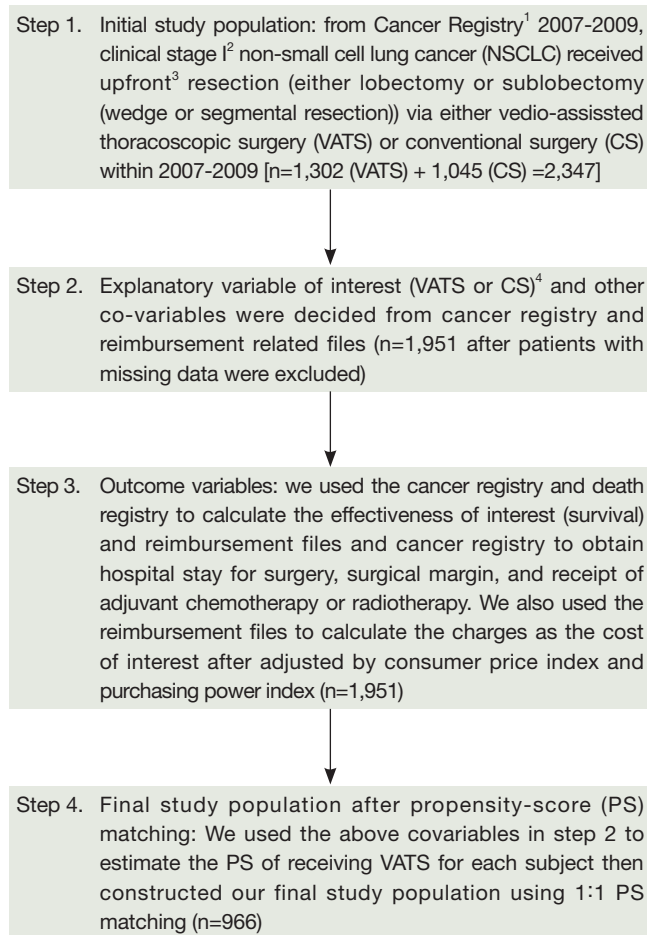 Step 1. Initial study population: from Cancer Registry¹ 2007-2009,
clinical stage I² non-small cell lung cancer (NSCLC) received
upfront³ resection (either lobectomy or sublobectomy
(wedge or segmental resection)) via either vedio-assissted
thoracoscopic surgery (VATS) or conventional surgery (CS)
within 2007-2009 [n=1,302 (VATS) + 1,045 (CS) =2,347]
Step 2. Explanatory variable of interest (VATS or CS)⁴ and other
co-variables were decided from cancer registry and
reimbursement related files (n=1,951 after patients with
missing data were excluded)
Step 3. Outcome variables: we used the cancer registry and death
registry to calculate the effectiveness of interest (survival)
and reimbursement files and cancer registry to obtain
hospital stay for surgery, surgical margin, and receipt of
adjuvant chemotherapy or radiotherapy. We also used the
reimbursement files to calculate the charges as the cost
of interest after adjusted by consumer price index and
purchasing power index (n=1,951)
Step 4. Final study population after propensity-score (PS)
matching: We used the above covariables in step 2 to
estimate the PS of receiving VATS for each subject then
constructed our final study population using 1:1 PS
matching (n=966)